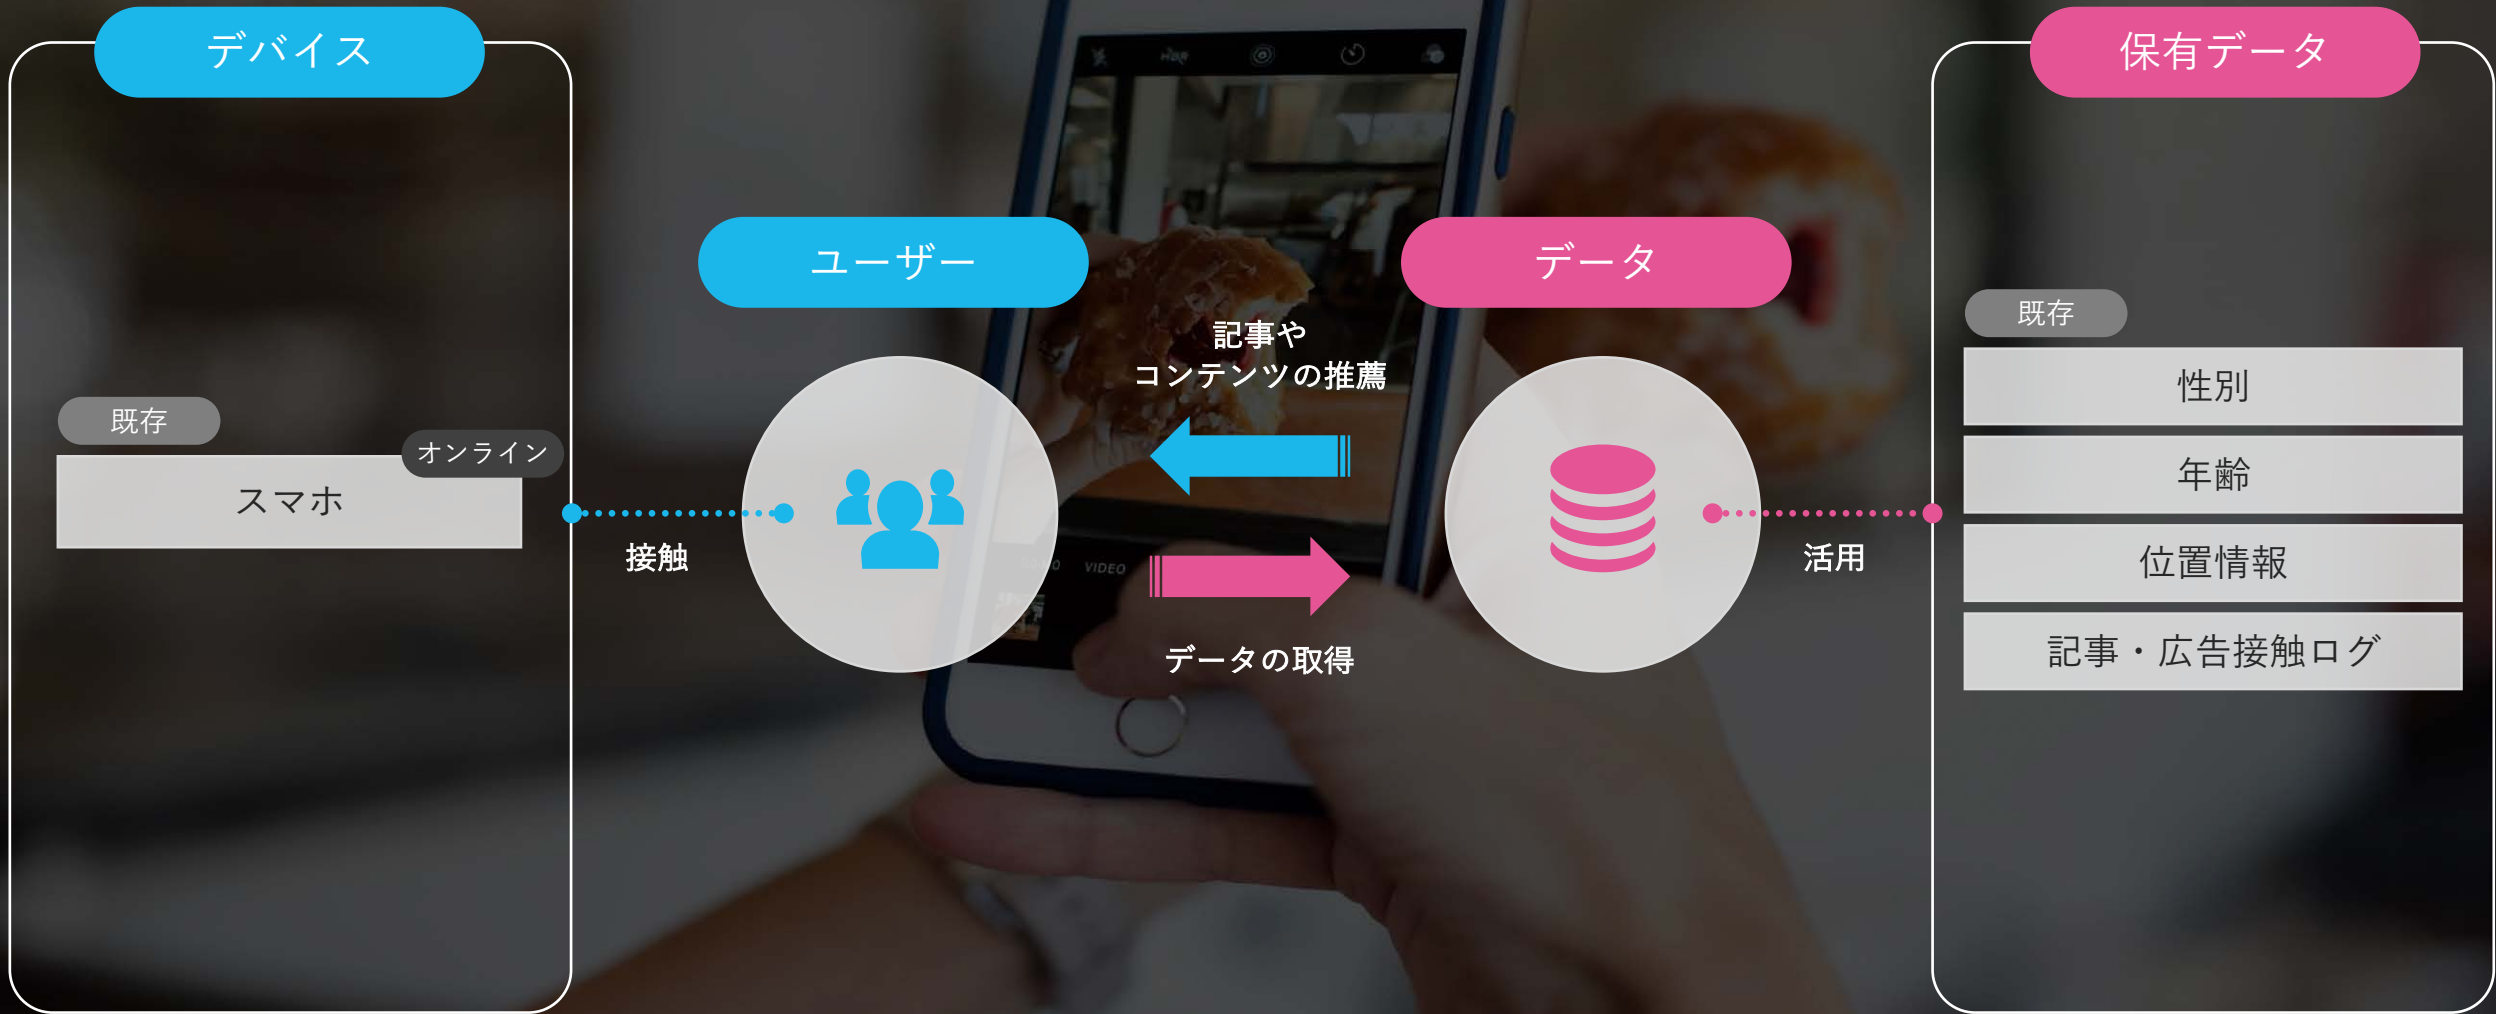 デバイス
既存
オンライン
スマホ
接触
ユーザー
記事や
コンテンツの推薦
データの取得
データ
活用
保有データ
既存
性別
年齢
位置情報
記事・広告接触ログ
HDR
VIDEO